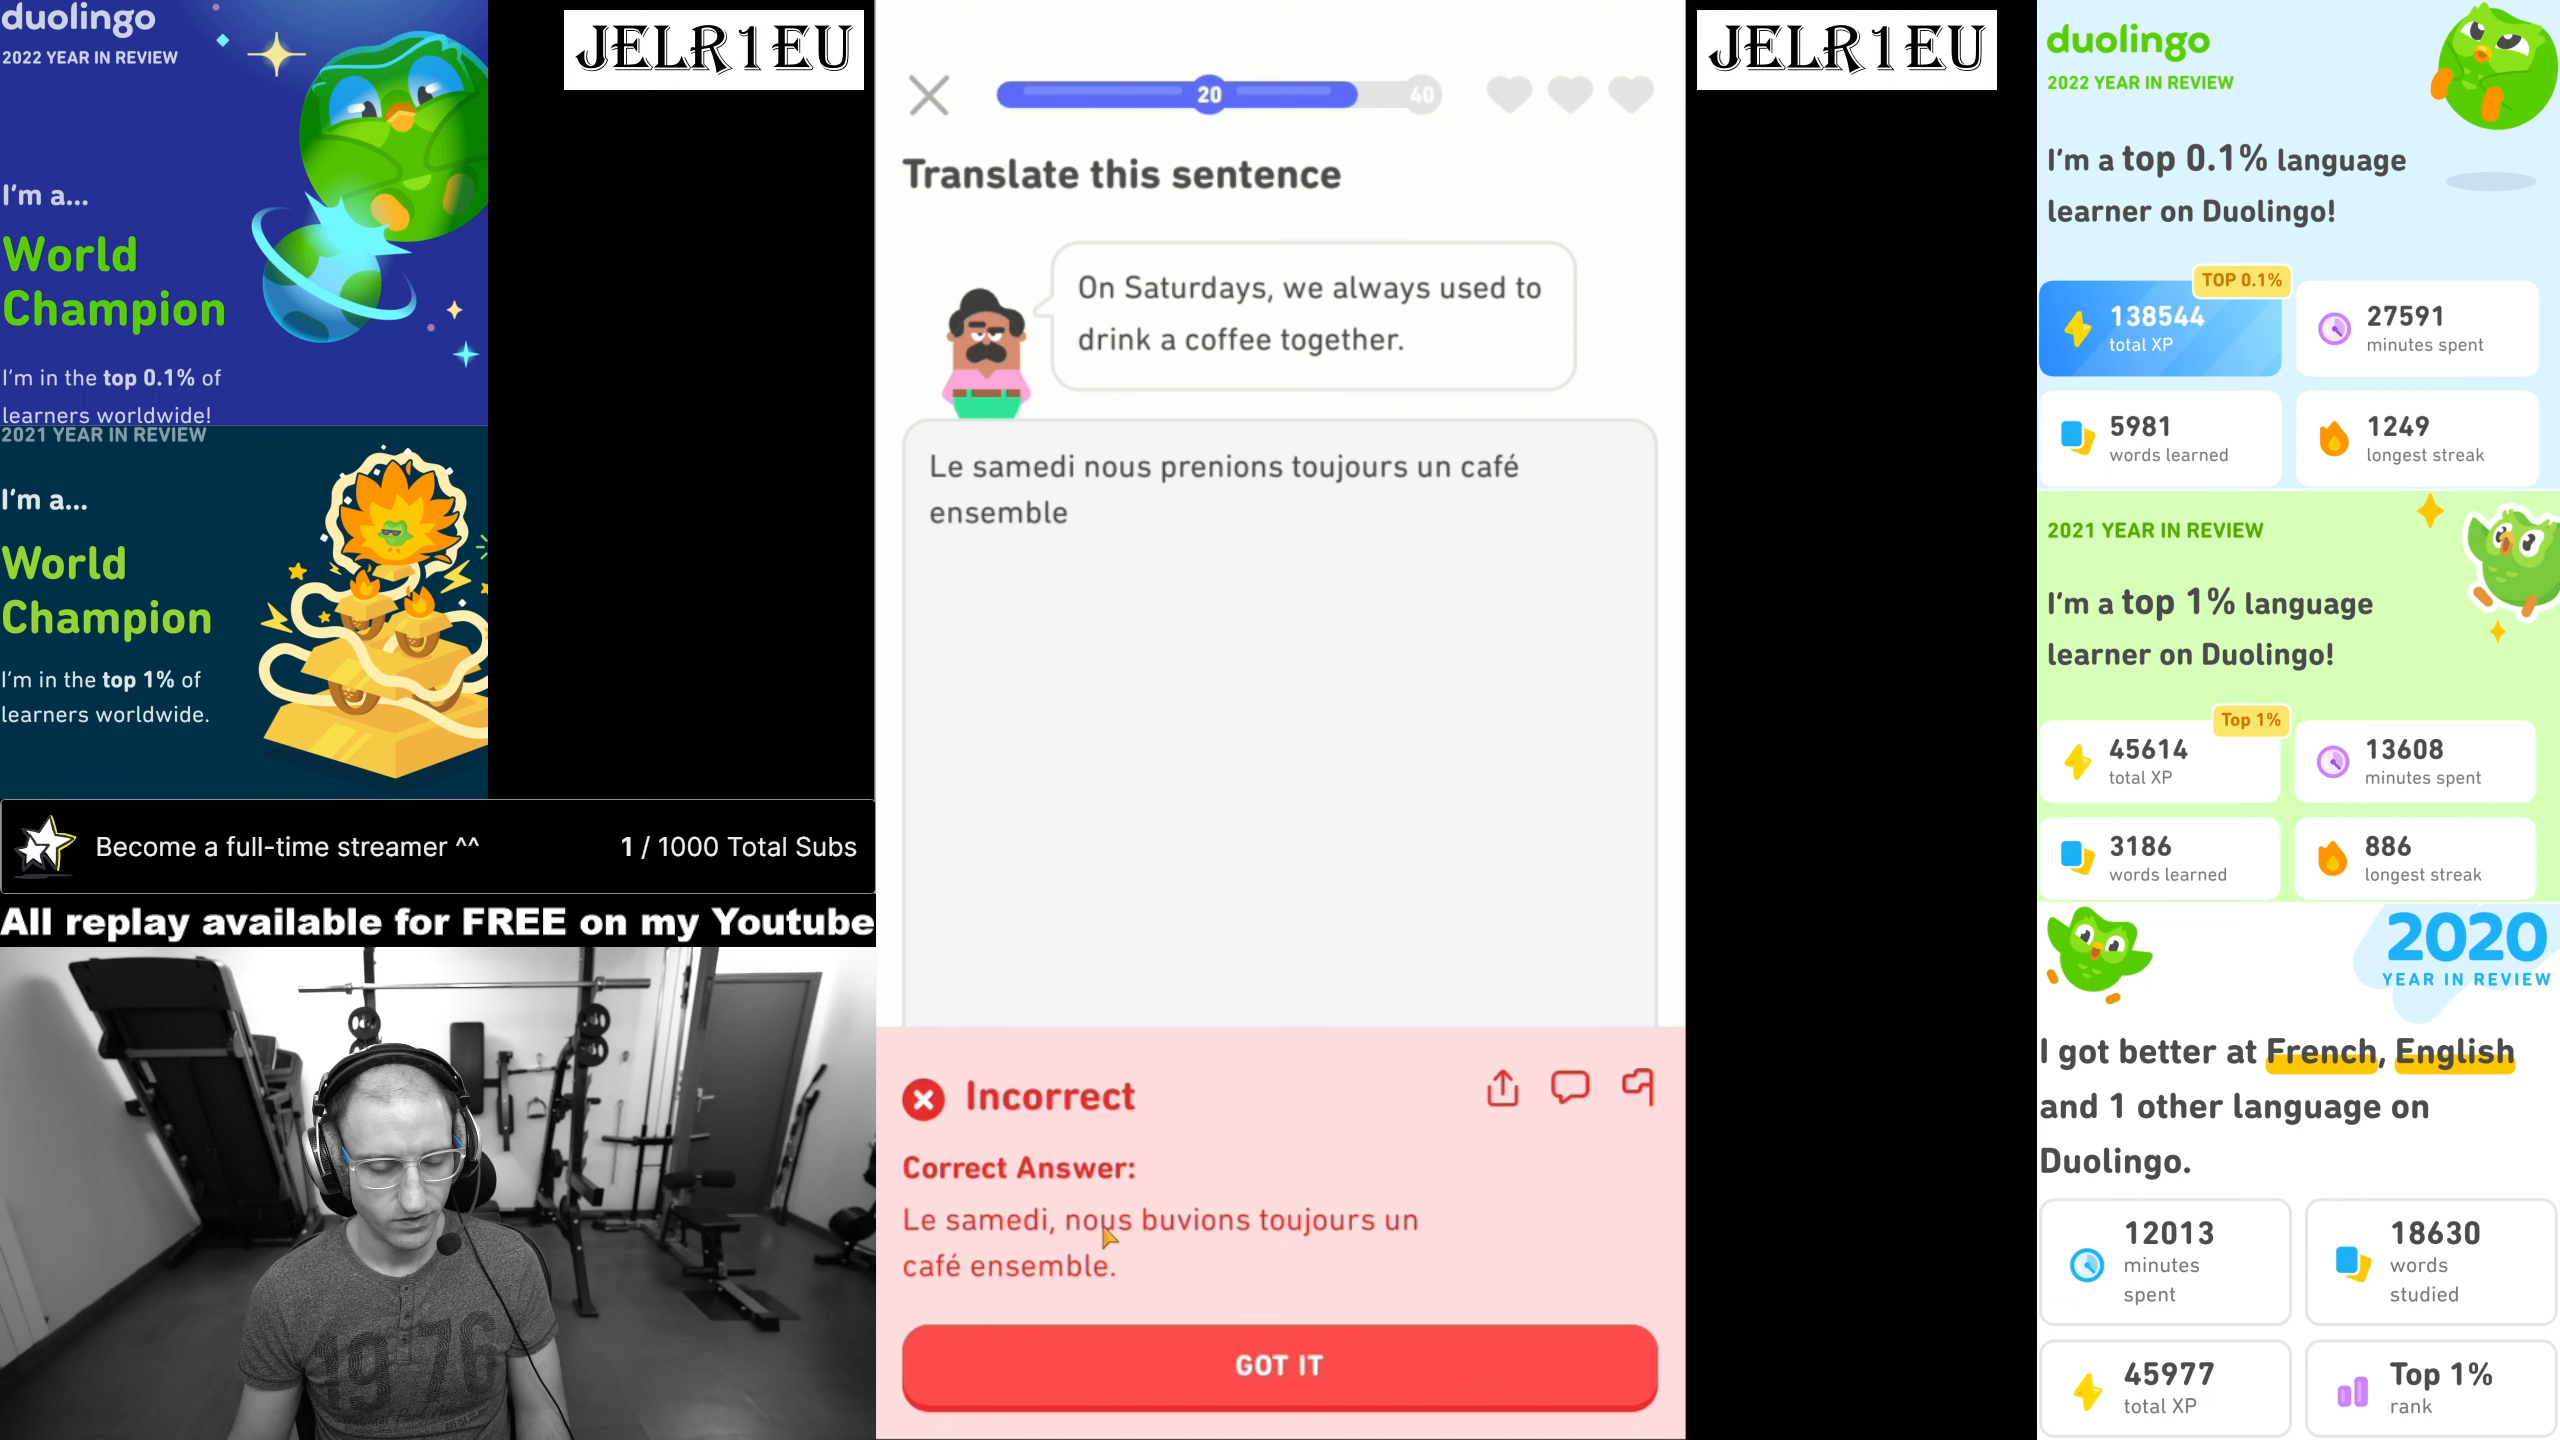 duolingo
2022 YEAR IN REVIEW
I'm a...
World
Champion
I'm in the top 0.1% of
learners worldwide!
2021 YEAR IN REVIEW
I'm a...
World
Champion
I'm in the top 1% of
learners worldwide.
Become a full-time streamer ^^
1 / 1000 Total Subs
All replay available for FREE on my Youtube
1976
JELR1EU
20
40
Translate this sentence
On Saturdays, we always used to
drink a coffee together.
Le samedi nous prenions toujours un café
ensemble
Incorrect
Correct Answer:
Le samedi, nous buvions toujours un
café ensemble.
GOT IT
JELR1EU
duolingo
2022 YEAR IN REVIEW
I'm a top 0.1% language
learner on Duolingo!
TOP 0.1%
138544
total XP
27591
minutes spent
5981
words learned
1249
longest streak
2021 YEAR IN REVIEW
I'm a top 1% language
learner on Duolingo!
Top 1%
45614
total XP
13608
minutes spent
3186
words learned
886
longest streak
2020
YEAR IN REVIEW
I got better at French, English
and 1 other language on
Duolingo.
12013
minutes
spent
18630
words
studied
45977
total XP
Top 1%
rank